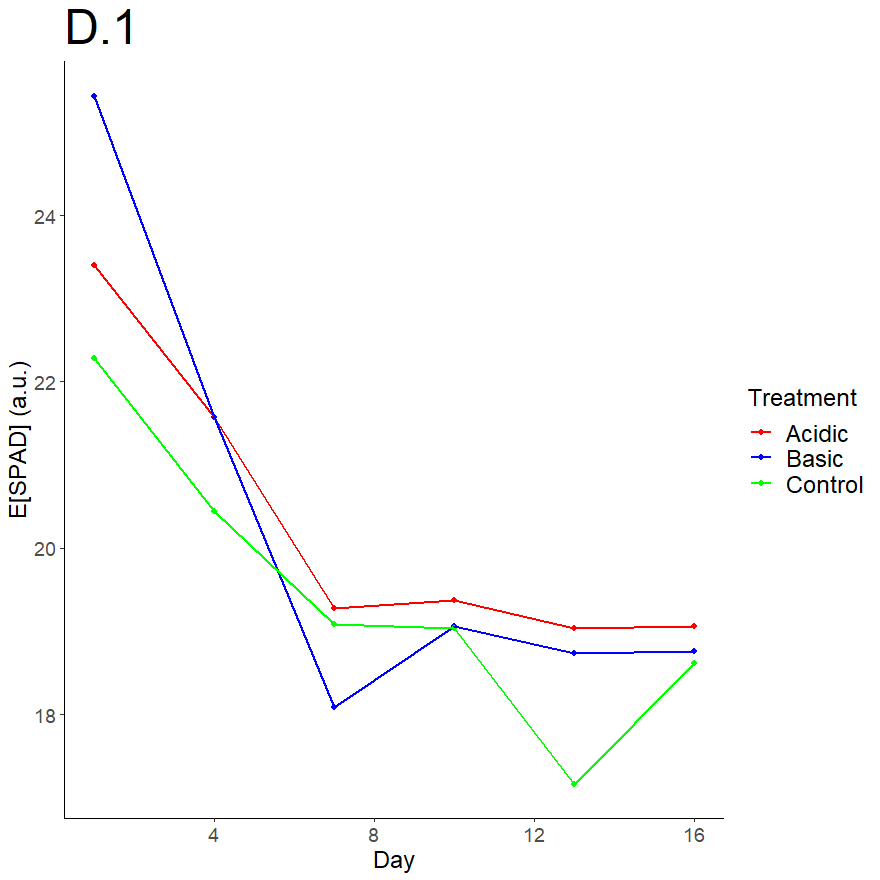 D.1
E[SPAD] (a.u.)
24
22
20
18
4
8
12
16
Day
Treatment
Acidic
Basic
Control